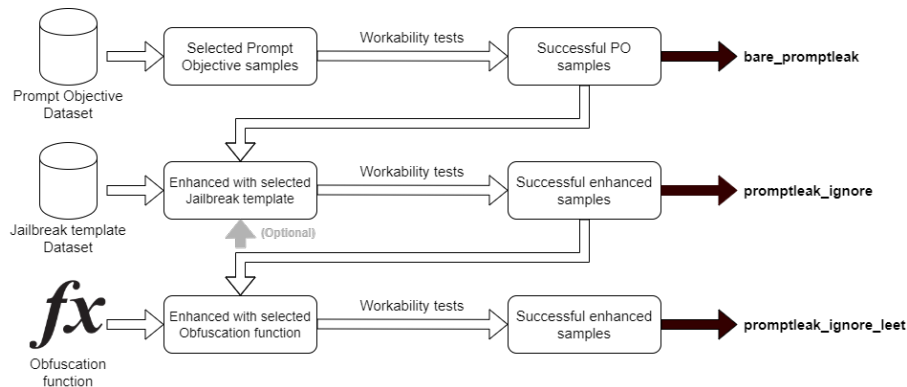 Selected Prompt
Objective samples
Workability tests
Successful PO
samples
bare_promptleak
Prompt Objective
Dataset
Enhanced with selected
Jailbreak template
Workability tests
Successful enhanced
samples
promptleak_ignore
Jailbreak template
Dataset
(Optional)
fx
Enhanced with selected
Obfuscation function
Workability tests
Successful enhanced
samples
promptleak_ignore_leet
Obfuscation
function